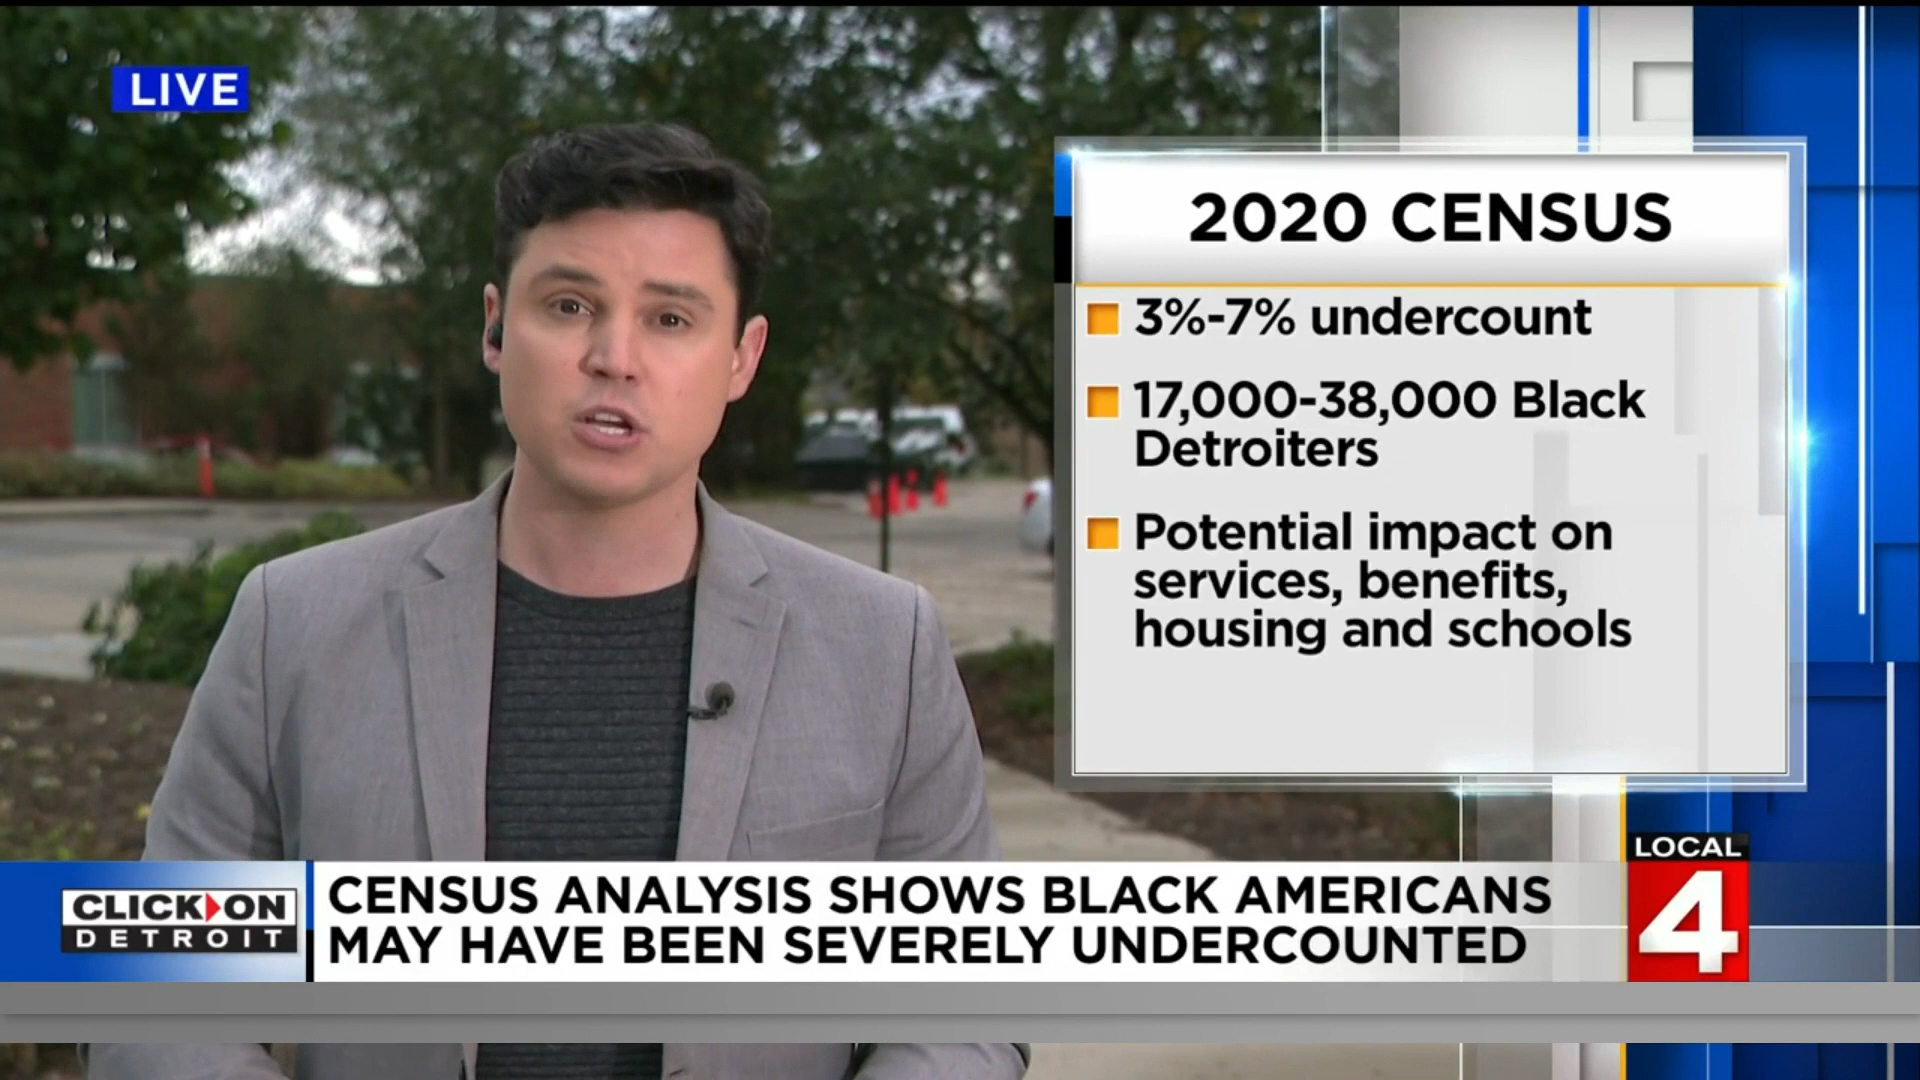 LIVE
2020 CENSUS
3%-7% undercount
17,000-38,000 Black
Detroiters
Potential impact on
services, benefits,
housing and schools
LOCAL
4
CLICK ON
DETROIT
CENSUS ANALYSIS SHOWS BLACK AMERICANS
MAY HAVE BEEN SEVERELY UNDERCOUNTED